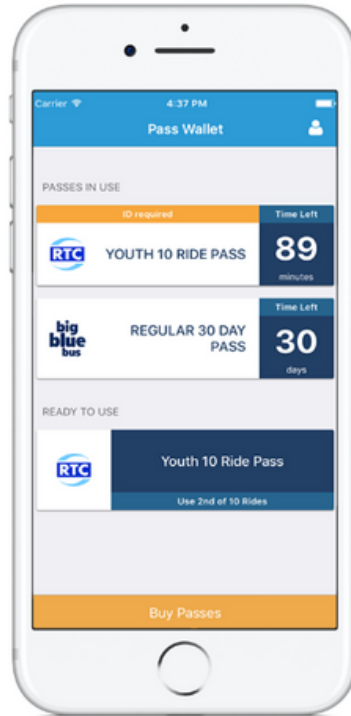 Carrier
4:37 PM
Pass Wallet
PASSES IN USE
ID required
Time Left
RTC
YOUTH 10 RIDE PASS
89
minutes
Time Left
big
blue
bus
REGULAR 30 DAY
PASS
30
days
READY TO USE
RTC
Youth 10 Ride Pass
Use 2nd of 10 Rides
Buy Passes